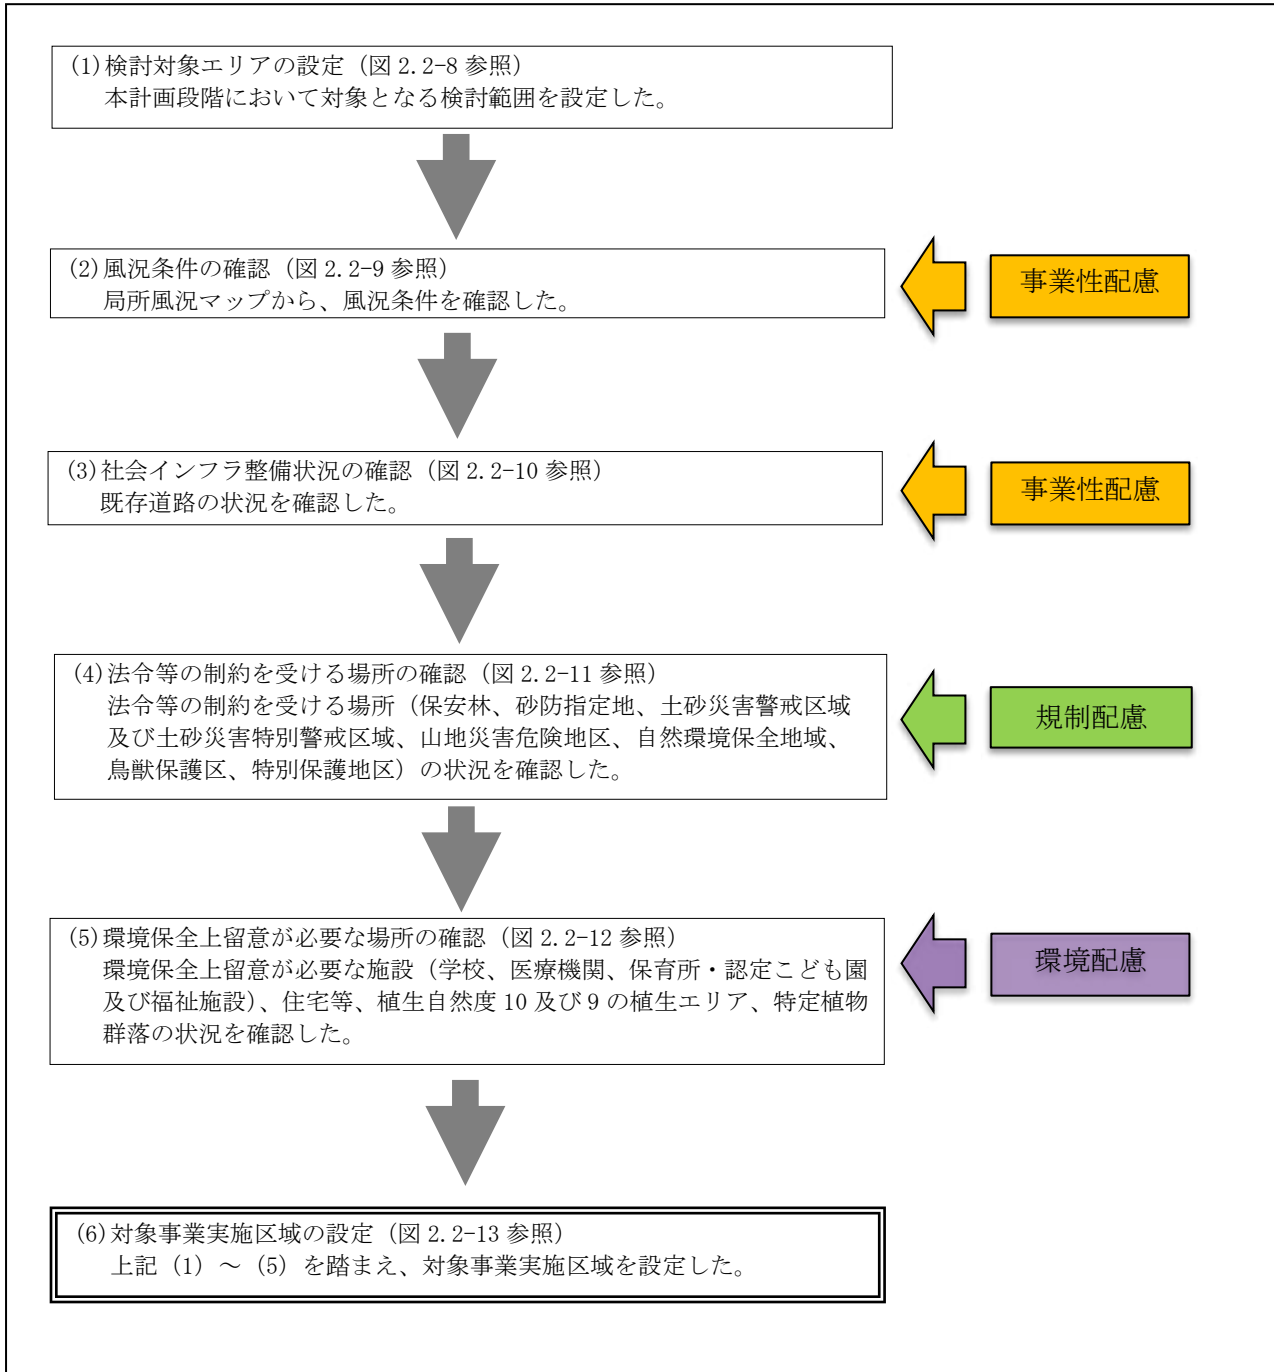 (1)検討対象エリアの設定（図 2.2-8 参照）
本計画段階において対象となる検討範囲を設定した。
(2)風況条件の確認（図 2.2-9 参照）
局所風況マップから、風況条件を確認した。
事業性配慮
(3)社会インフラ整備状況の確認（図 2.2-10 参照）
既存道路の状況を確認した。
事業性配慮
(4)法令等の制約を受ける場所の確認（図 2.2-11 参照）
法令等の制約を受ける場所（保安林、砂防指定地、土砂災害警戒区域
及び土砂災害特別警戒区域、山地災害危険地区、自然環境保全地域、
鳥獣保護区、特別保護地区）の状況を確認した。
規制配慮
(5)環境保全上留意が必要な場所の確認（図 2.2-12 参照）
環境保全上留意が必要な施設（学校、医療機関、保育所・認定こども園
及び福祉施設）、住宅等、植生自然度 10 及び 9 の植生エリア、特定植物
群落の状況を確認した。
環境配慮
(6)対象事業実施区域の設定（図 2.2-13 参照）
上記（1）～（5）を踏まえ、対象事業実施区域を設定した。